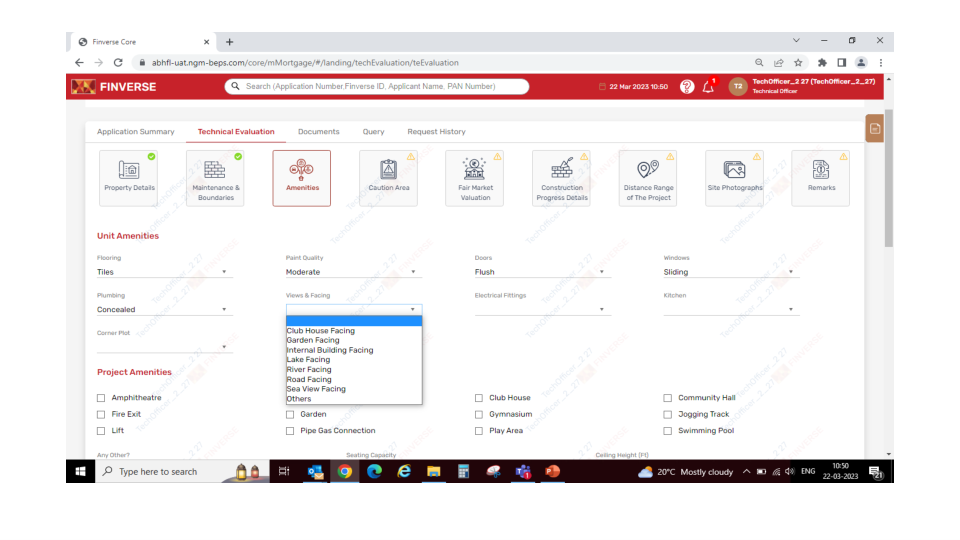 Finverse Core
abhfl-uat.ngm-beps.com/core/mMortgage/#/landing/techEvaluation/teEvaluation
FINVERSE
Search (Application Number,Finverse ID, Applicant Name, PAN Number)
22 Mar 2023 10:50
T2
TechOfficer_2 27 (TechOfficer_2_27)
Technical Officer
Application Summary Technical Evaluation Documents Query Request History
Property Details
Maintenance &
Boundaries
Amenities
Caution Area
Fair Market
Valuation
Construction
Progress Details
Distance Range
of The Project
Site Photographs
Remarks
Unit Amenities
Flooring Paint Quality Doors Windows
Tiles Moderate Flush Sliding
Plumbing Views & Facing Electrical Fittings Kitchen
Concealed
Corner Plot
Club House Facing
Garden Facing
Internal Building Facing
Lake Facing
River Facing
Road Facing
Sea View Facing
Others
Project Amenities
Amphitheatre Club House Community Hall
Fire Exit Garden Gymnasium Jogging Track
Lift Pipe Gas Connection Play Area Swimming Pool
Any Other? Seating Capacity Ceiling Height (Ft)
Type here to search
20°C Mostly cloudy
ENG
10:50
22-03-2023
21